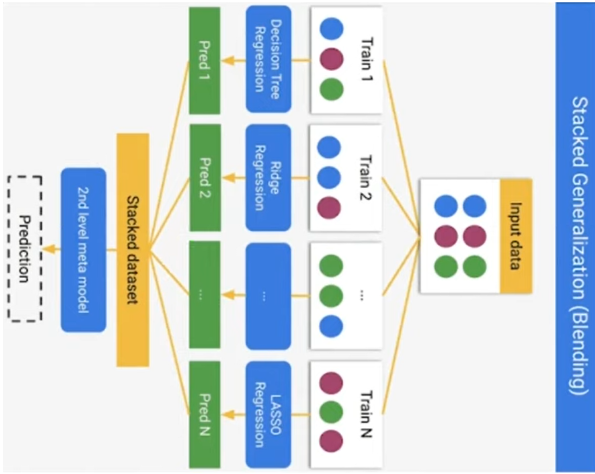 Stacked Generalization (Blending)
Input data
Train 1
Train 2
...
Train N
Decision Tree
Regression
Ridge
Regression
...
LASSO
Regression
Pred 1
Pred 2
...
Pred N
Stacked dataset
2nd level meta model
Prediction